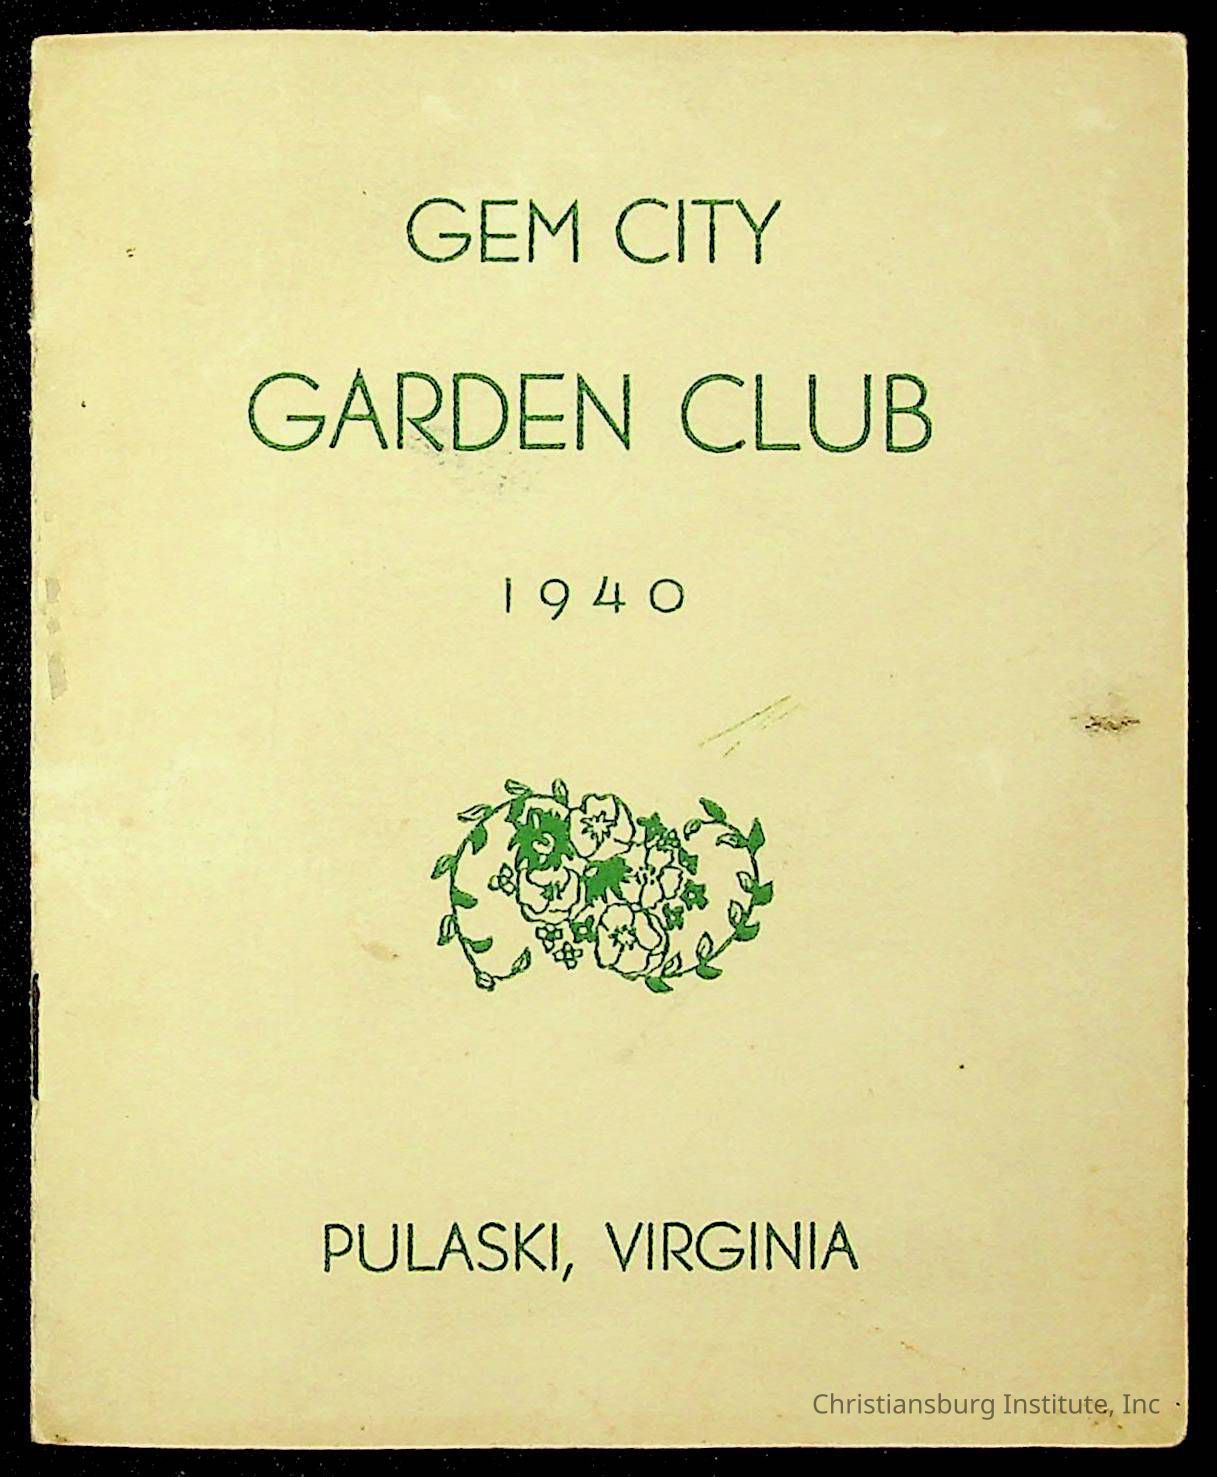 GEM CITY
GARDEN CLUB
1940
PULASKI, VIRGINIA
Christiansburg Institute, Inc